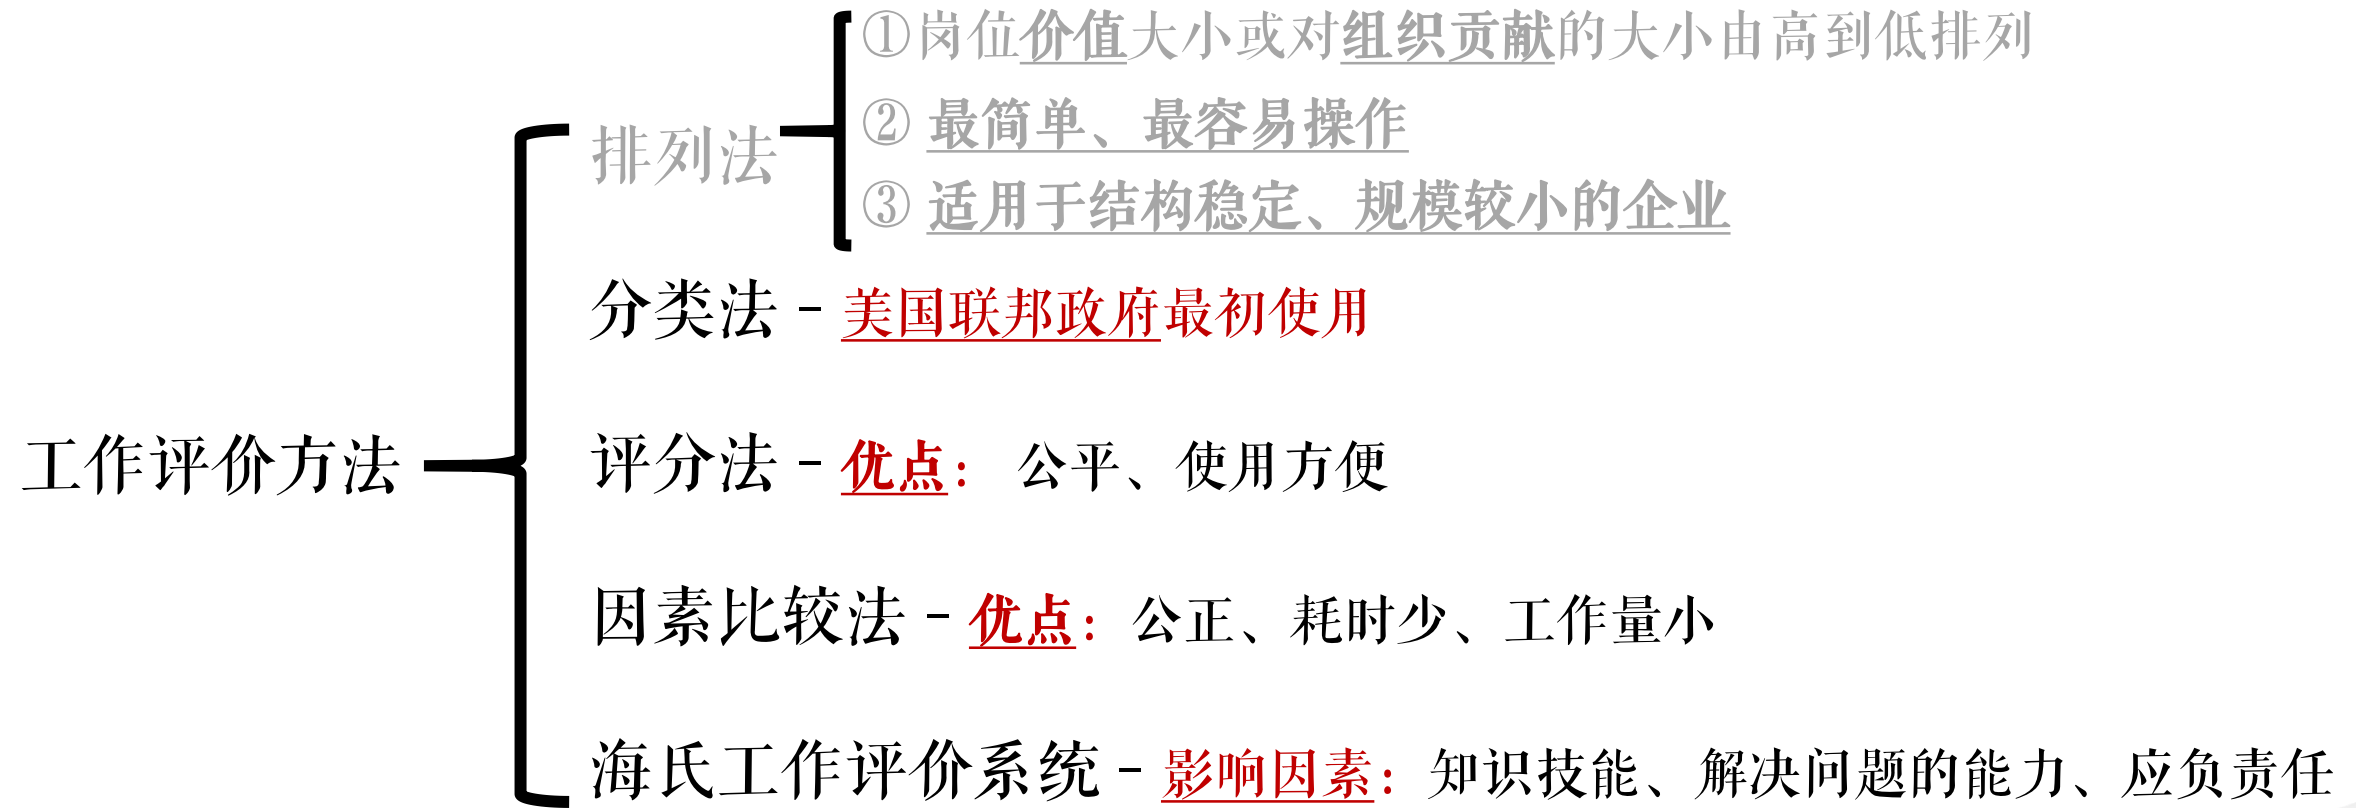 ①岗位价值大小或对组织贡献的大小由高到低排列
② 最简单、最容易操作
排列法
③ 适用于结构稳定、规模较小的企业
分类法 - 美国联邦政府最初使用
工作评价方法
评分法 - 优点： 公平、使用方便
因素比较法 - 优点：公正、耗时少、工作量小
海氏工作评价系统 - 影响因素：知识技能、解决问题的能力、应负责任